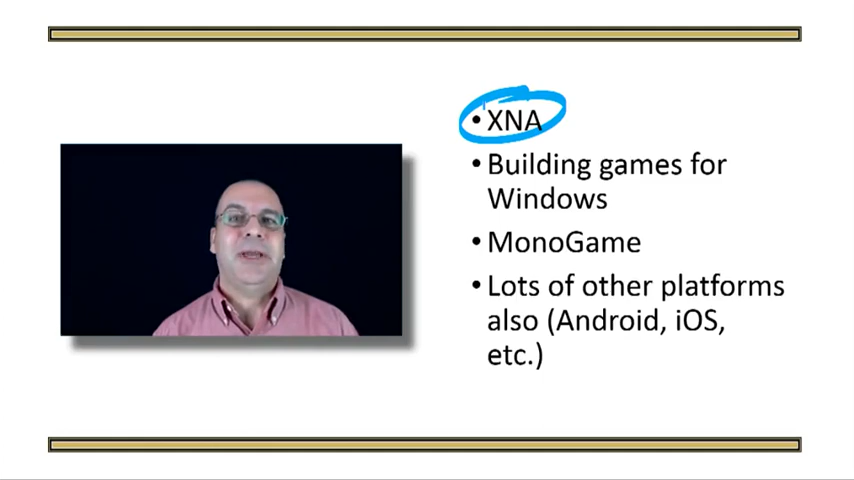 • XNA
• Building games for
Windows
• MonoGame
• Lots of other platforms
also (Android, iOS,
etc.)